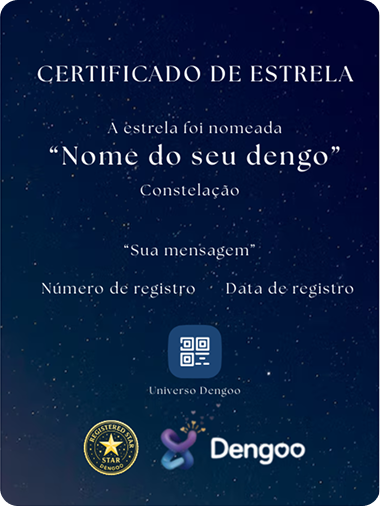 CERTIFICADO DE ESTRELA
A estrela foi nomeada
“Nome do seu dengo”
Constelação
“Sua mensagem”
Número de registro
Data de registro
Universo Dengoo
REGISTERED STAR
STAR
DENGOO
Dengoo